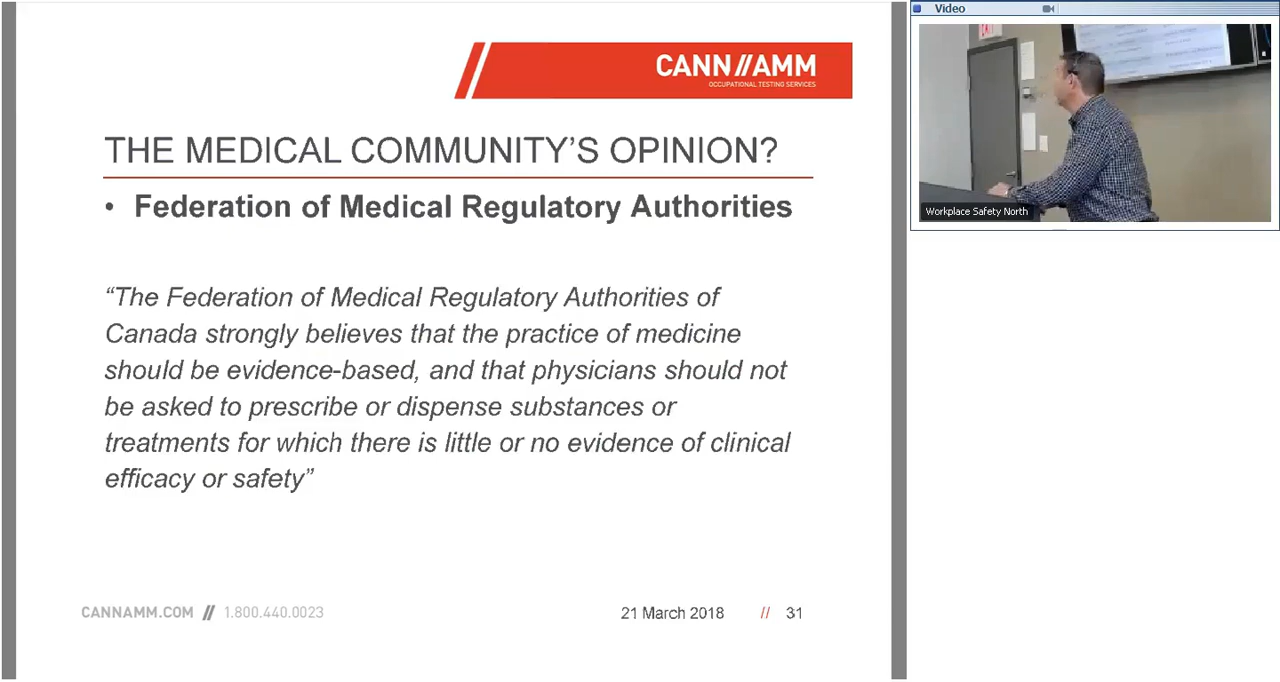 CANN//AMM
OCCUPATIONAL TESTING SERVICES
THE MEDICAL COMMUNITY'S OPINION?
• Federation of Medical Regulatory Authorities
“The Federation of Medical Regulatory Authorities of
Canada strongly believes that the practice of medicine
should be evidence-based, and that physicians should not
be asked to prescribe or dispense substances or
treatments for which there is little or no evidence of clinical
efficacy or safety”
CANNAMM.COM // 1.800.440.0023
21 March 2018 // 31
Video
Workplace Safety North